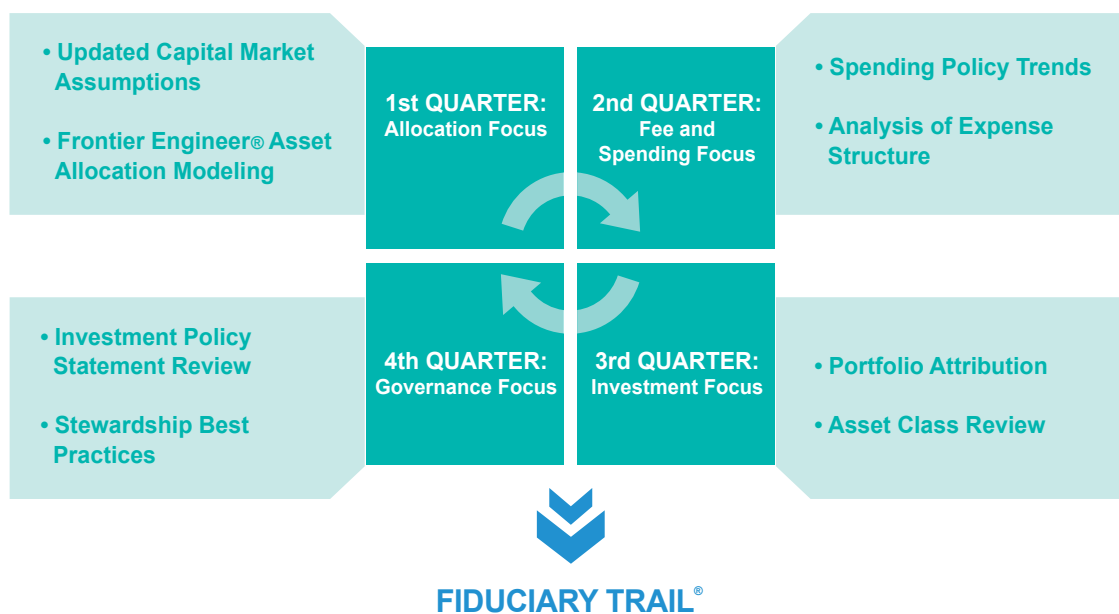 • Updated Capital Market
Assumptions
• Frontier Engineer® Asset
Allocation Modeling
1st QUARTER:
Allocation Focus
2nd QUARTER:
Fee and
Spending Focus
• Spending Policy Trends
• Analysis of Expense
Structure
• Investment Policy
Statement Review
• Stewardship Best
Practices
4th QUARTER:
Governance Focus
3rd QUARTER:
Investment Focus
• Portfolio Attribution
• Asset Class Review
FIDUCIARY TRAIL®